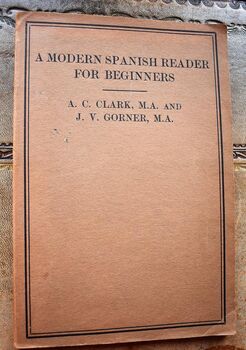 A MODERN SPANISH READER
FOR BEGINNERS
A. C. CLARK, M.A. AND
J. V. GORNER, M.A.